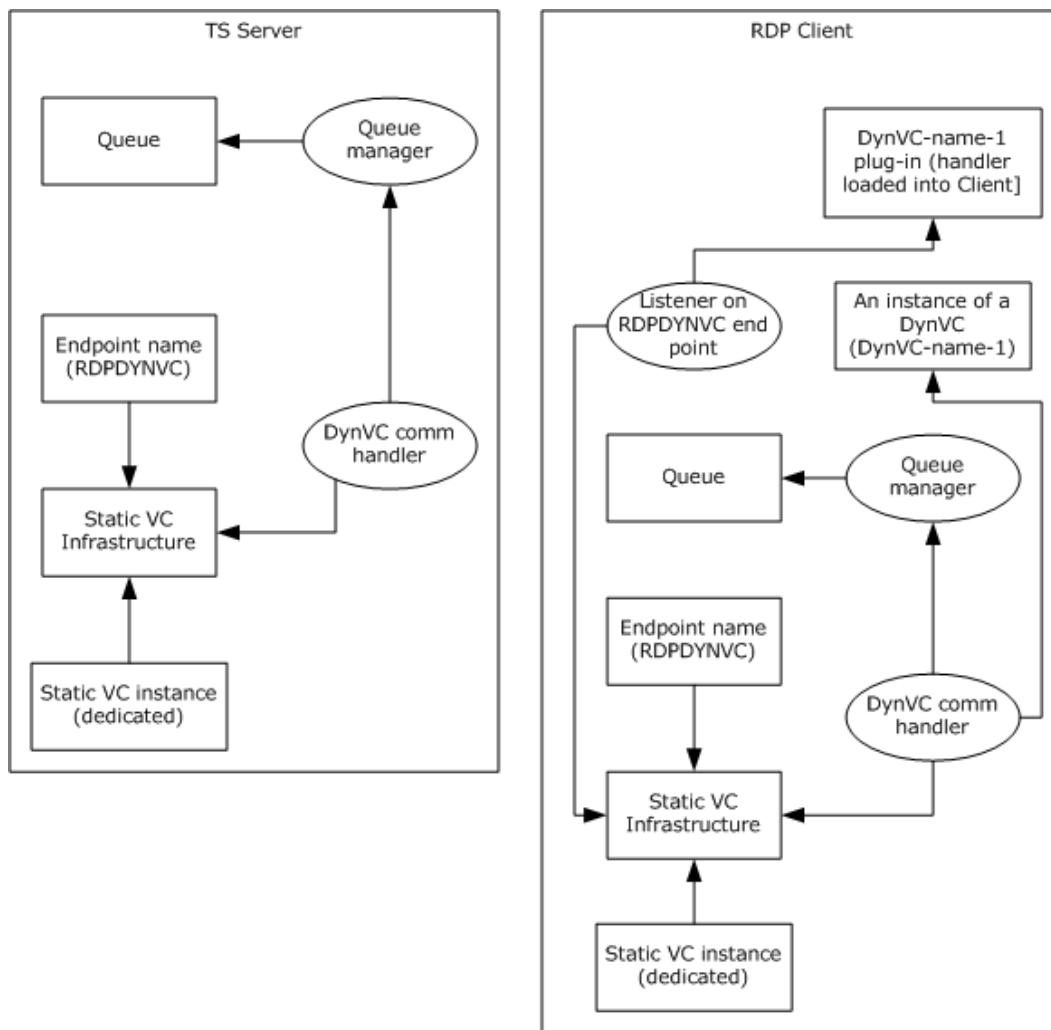 TS Server
Queue
Queue
manager
Endpoint name
(RDPDYNVC)
DynVC comm
handler
Static VC
Infrastructure
Static VC instance
(dedicated)
RDP Client
DynVC-name-1
plug-in (handler
loaded into Client]
Listener on
RDPDYNVC end
point
An instance of a
DynVC
(DynVC-name-1)
Queue
Queue
manager
Endpoint name
(RDPDYNVC)
DynVC comm
handler
Static VC
Infrastructure
Static VC instance
(dedicated)